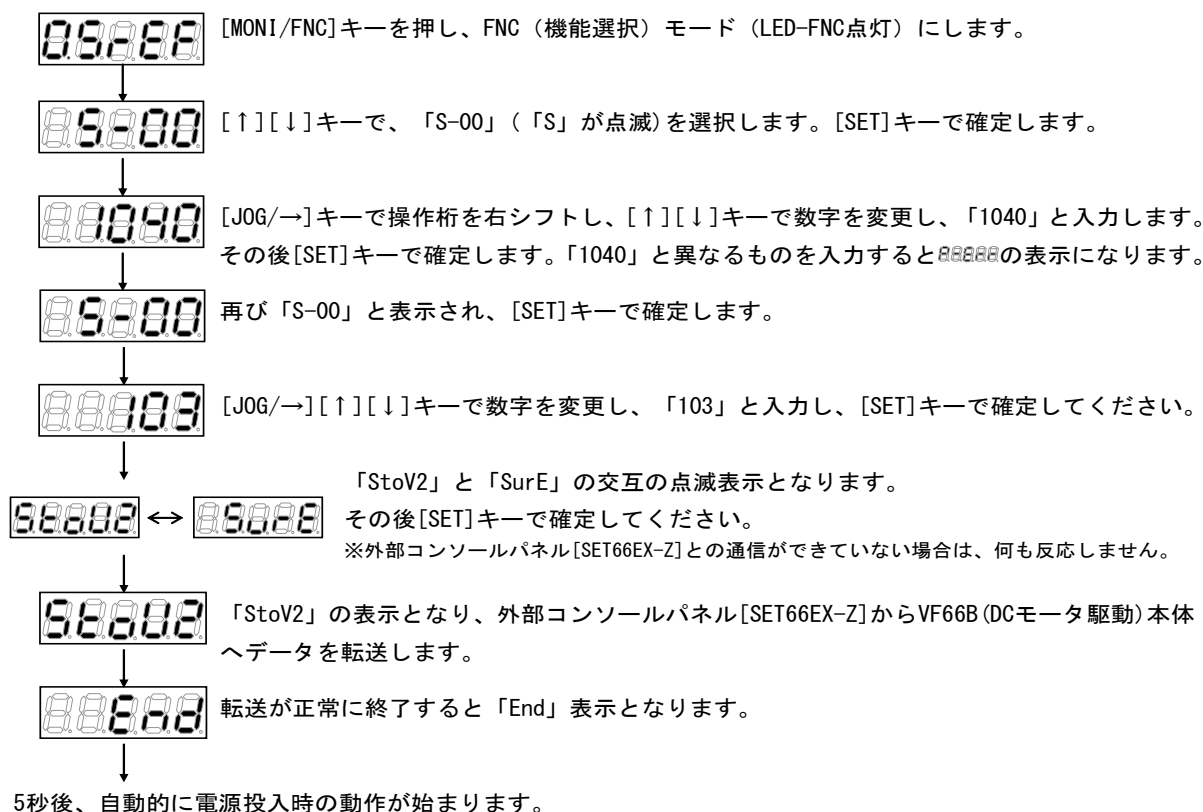 0.SrEF [MONI/FNC]キーを押し、FNC（機能選択）モード（LED-FNC点灯）にします。
S-00 [↑][↓]キーで、「S-00」(「S」が点滅)を選択します。[SET]キーで確定します。
1040 [JOG/→]キーで操作桁を右シフトし、[↑][↓]キーで数字を変更し、「1040」と入力します。
その後[SET]キーで確定します。「1040」と異なるものを入力すると88888の表示になります。
S-00 再び「S-00」と表示され、[SET]キーで確定します。
103 [JOG/→][↑][↓]キーで数字を変更し、「103」と入力し、[SET]キーで確定してください。
「StoV2」と「SurE」の交互の点滅表示となります。
StoV2 ↔ SurE その後[SET]キーで確定してください。
※外部コンソールパネル[SET66EX-Z]との通信ができていない場合は、何も反応しません。
StoV2 「StoV2」の表示となり、外部コンソールパネル[SET66EX-Z]からVF66B(DCモータ駆動)本体
へデータを転送します。
End 転送が正常に終了すると「End」表示となります。
5秒後、自動的に電源投入時の動作が始まります。